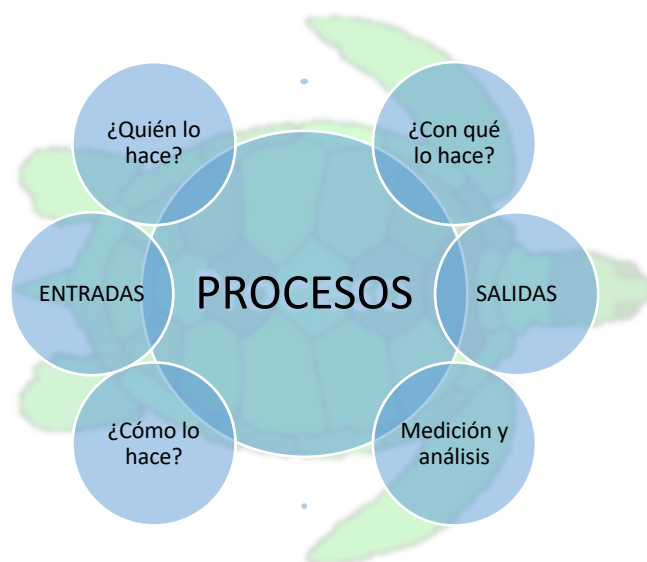 ¿Quién lo
hace?
¿Con qué
lo hace?
ENTRADAS
PROCESOS
SALIDAS
¿Cómo lo
hace?
Medición y
análisis